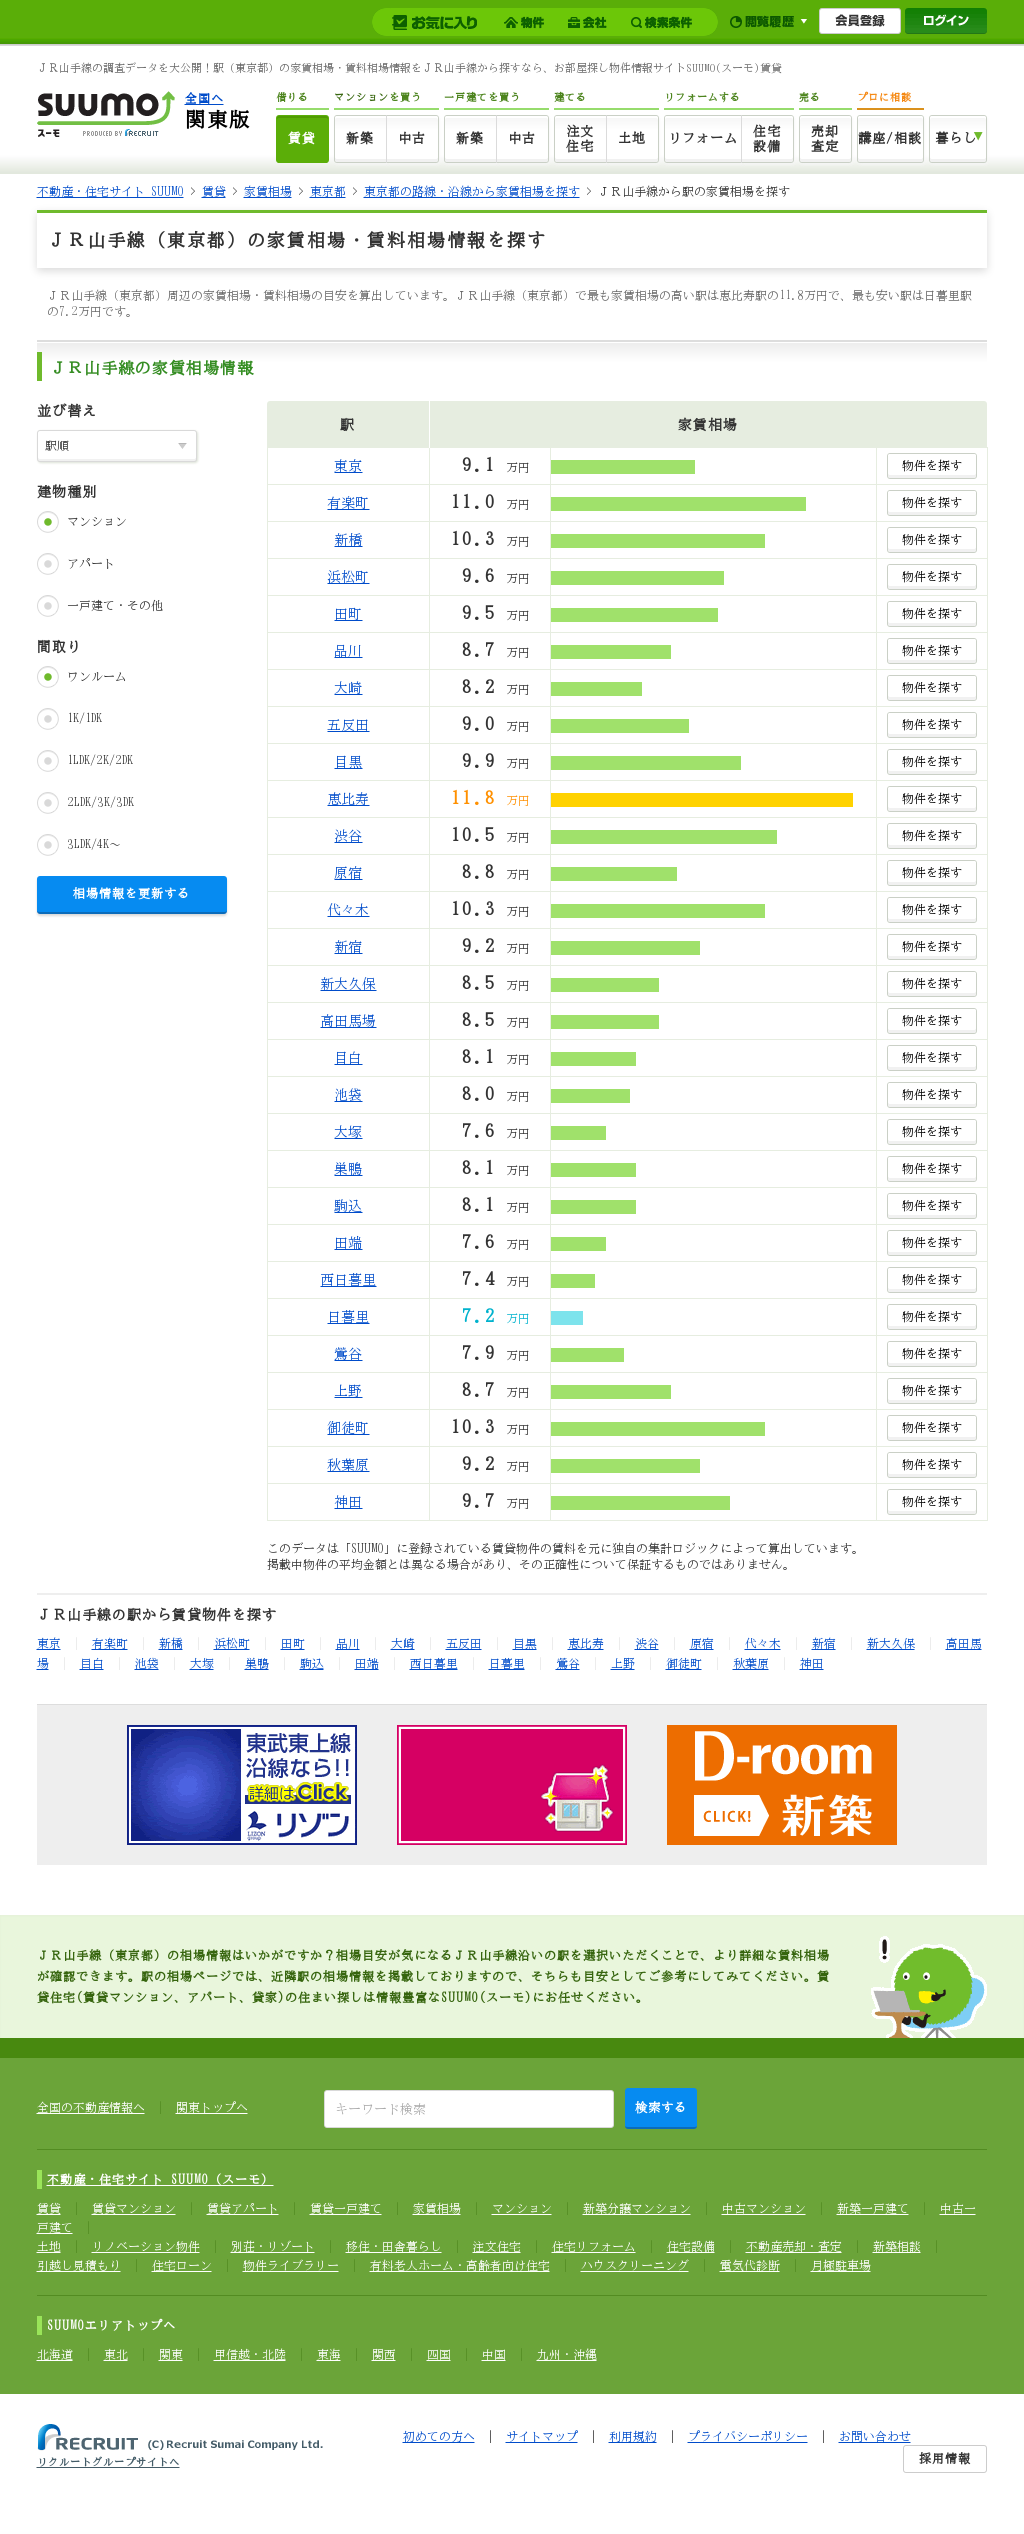 お気に入り 物件 会社 検索条件 閲覧履歴 会員登録 ログイン
ＪＲ山手線の調査データを大公開！駅（東京都）の家賃相場・賃料相場情報をＪＲ山手線から探すなら、お部屋探し物件情報サイトSUUMO(スーモ)賃貸
SUUMO
スーモ
PRODUCED BY RECRUIT
全国へ
関東版
借りる マンションを買う 一戸建てを買う 建てる リフォームする 売る プロに相談
賃貸 新築 中古 新築 中古 注文住宅 土地 リフォーム 住宅設備 売却査定 講座/相談 暮らし
不動産・住宅サイト SUUMO > 賃貸 > 家賃相場 > 東京都 > 東京都の路線・沿線から家賃相場を探す > ＪＲ山手線から駅の家賃相場を探す
ＪＲ山手線（東京都）の家賃相場・賃料相場情報を探す
ＪＲ山手線（東京都）周辺の家賃相場・賃料相場の目安を算出しています。ＪＲ山手線（東京都）で最も家賃相場の高い駅は恵比寿駅の11.8万円で、最も安い駅は日暮里駅
の7.2万円です。
ＪＲ山手線の家賃相場情報
並び替え
駅順
建物種別
マンション
アパート
一戸建て・その他
間取り
ワンルーム
1K/1DK
1LDK/2K/2DK
2LDK/3K/3DK
3LDK/4K～
相場情報を更新する
駅 家賃相場
東京 9.1 万円 物件を探す
有楽町 11.0 万円 物件を探す
新橋 10.3 万円 物件を探す
浜松町 9.6 万円 物件を探す
田町 9.5 万円 物件を探す
品川 8.7 万円 物件を探す
大崎 8.2 万円 物件を探す
五反田 9.0 万円 物件を探す
目黒 9.9 万円 物件を探す
恵比寿 11.8 万円 物件を探す
渋谷 10.5 万円 物件を探す
原宿 8.8 万円 物件を探す
代々木 10.3 万円 物件を探す
新宿 9.2 万円 物件を探す
新大久保 8.5 万円 物件を探す
高田馬場 8.5 万円 物件を探す
目白 8.1 万円 物件を探す
池袋 8.0 万円 物件を探す
大塚 7.6 万円 物件を探す
巣鴨 8.1 万円 物件を探す
駒込 8.1 万円 物件を探す
田端 7.6 万円 物件を探す
西日暮里 7.4 万円 物件を探す
日暮里 7.2 万円 物件を探す
鶯谷 7.9 万円 物件を探す
上野 8.7 万円 物件を探す
御徒町 10.3 万円 物件を探す
秋葉原 9.2 万円 物件を探す
神田 9.7 万円 物件を探す
このデータは「SUUMO」に登録されている賃貸物件の賃料を元に独自の集計ロジックによって算出しています。
掲載中物件の平均金額とは異なる場合があり、その正確性について保証するものではありません。
ＪＲ山手線の駅から賃貸物件を探す
東京 有楽町 新橋 浜松町 田町 品川 大崎 五反田 目黒 恵比寿 渋谷 原宿 代々木 新宿 新大久保 高田馬
場 目白 池袋 大塚 巣鴨 駒込 田端 西日暮里 日暮里 鶯谷 上野 御徒町 秋葉原 神田
東武東上線
沿線なら!!
詳細はClick
LIZON group リゾン
D-room
CLICK! 新築
ＪＲ山手線（東京都）の相場情報はいかがですか？相場目安が気になるＪＲ山手線沿いの駅を選択いただくことで、より詳細な賃料相場
が確認できます。駅の相場ページでは、近隣駅の相場情報を掲載しておりますので、そちらも目安としてご参考にしてみてください。賃
貸住宅(賃貸マンション、アパート、貸家)の住まい探しは情報豊富なSUUMO(スーモ)にお任せください。
全国の不動産情報へ 関東トップへ キーワード検索 検索する
不動産・住宅サイト SUUMO（スーモ）
賃貸 賃貸マンション 賃貸アパート 賃貸一戸建て 家賃相場 マンション 新築分譲マンション 中古マンション 新築一戸建て 中古一
戸建て
土地 リノベーション物件 別荘・リゾート 移住・田舎暮らし 注文住宅 住宅リフォーム 住宅設備 不動産売却・査定 新築相談
引越し見積もり 住宅ローン 物件ライブラリー 有料老人ホーム・高齢者向け住宅 ハウスクリーニング 電気代診断 月極駐車場
SUUMOエリアトップへ
北海道 東北 関東 甲信越・北陸 東海 関西 四国 中国 九州・沖縄
RECRUIT (C)Recruit Sumai Company Ltd.
リクルートグループサイトへ
初めての方へ | サイトマップ | 利用規約 | プライバシーポリシー | お問い合わせ
採用情報